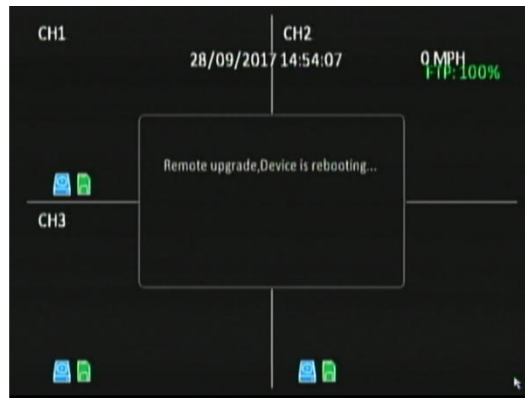 CH1
CH2
28/09/2017 14:54:07
0 MPH
FTP: 100%
Remote upgrade,Device is rebooting...
CH3